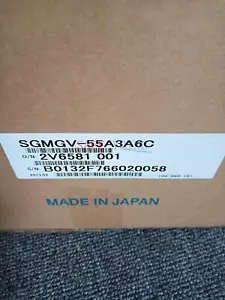 SGMGV-55A3A6C
O/N 2V6581 001
S/N B0132F766020058
MADE IN JAPAN